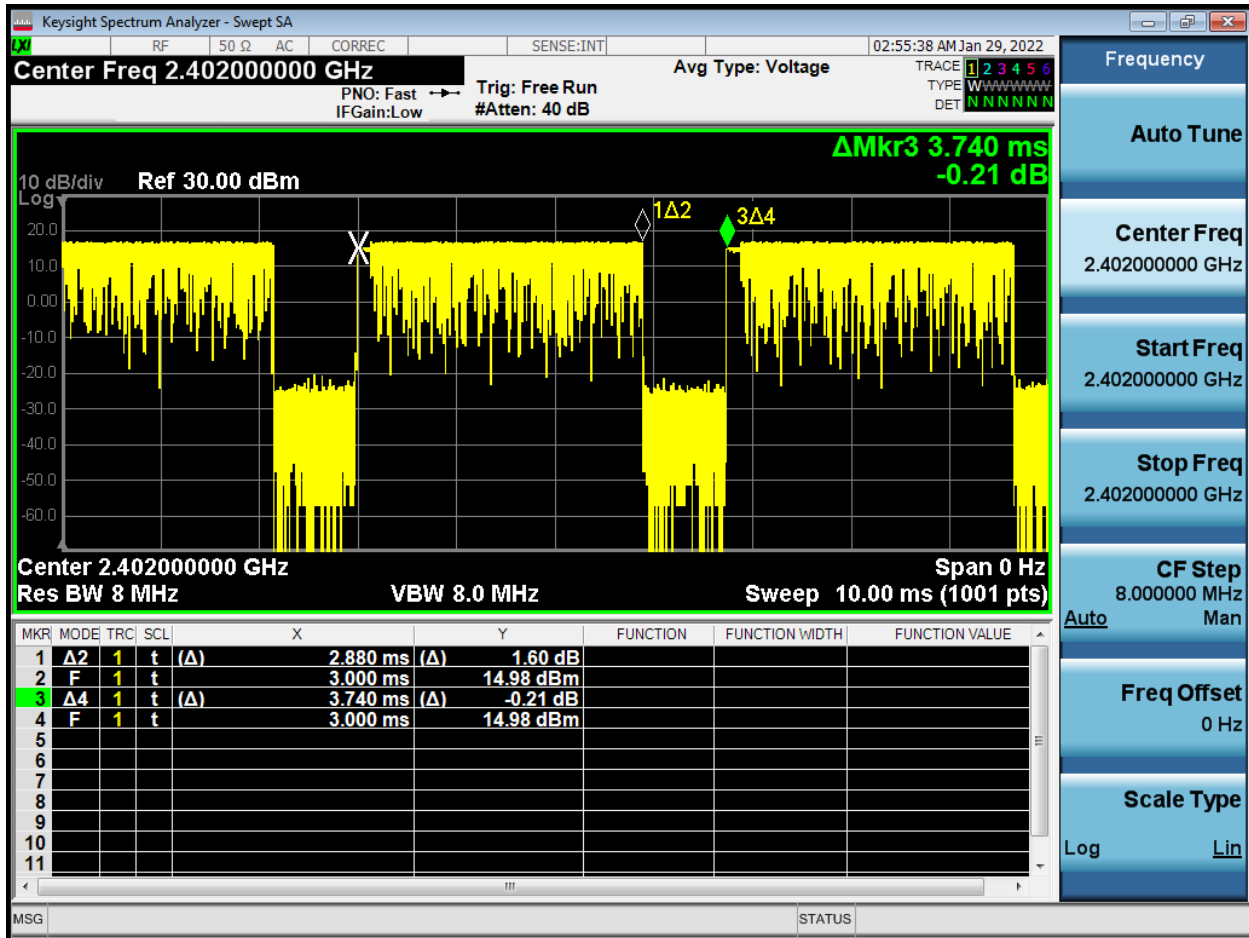 Keysight Spectrum Analyzer - Swept SA
LXI RF 50 Ω AC CORREC SENSE:INT 02:55:38 AM Jan 29, 2022
Center Freq 2.402000000 GHz
PNO: Fast
IFGain:Low
Trig: Free Run
#Atten: 40 dB
Avg Type: Voltage
TRACE 1 2 3 4 5 6
TYPE W W W W W W
DET N N N N N N
ΔMkr3 3.740 ms
-0.21 dB
10 dB/div Ref 30.00 dBm
Log
1Δ2
3Δ4
X
20.0
10.0
0.00
-10.0
-20.0
-30.0
-40.0
-50.0
-60.0
Center 2.402000000 GHz Span 0 Hz
Res BW 8 MHz VBW 8.0 MHz Sweep 10.00 ms (1001 pts)
MKR MODE TRC SCL X Y FUNCTION FUNCTION WIDTH FUNCTION VALUE
1 Δ2 1 t (Δ) 2.880 ms (Δ) 1.60 dB
2 F 1 t 3.000 ms 14.98 dBm
3 Δ4 1 t (Δ) 3.740 ms (Δ) -0.21 dB
4 F 1 t 3.000 ms 14.98 dBm
5
6
7
8
9
10
11
MSG STATUS
Frequency
Auto Tune
Center Freq
2.402000000 GHz
Start Freq
2.402000000 GHz
Stop Freq
2.402000000 GHz
CF Step
8.000000 MHz
Auto Man
Freq Offset
0 Hz
Scale Type
Log Lin